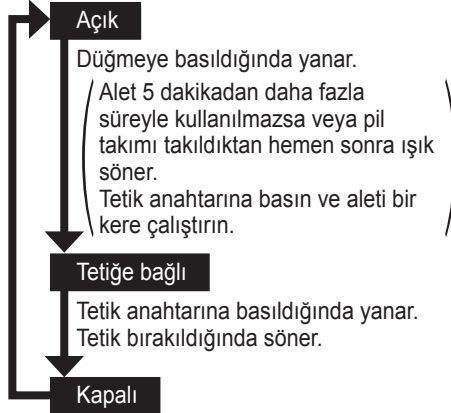 Açık
Düğmeye basıldığında yanar.
Alet 5 dakikadan daha fazla
süreyle kullanılmazsa veya pil
takımı takıldıktan hemen sonra ışık
söner.
Tetik anahtarına basın ve aleti bir
kere çalıştırın.
Tetiğe bağlı
Tetik anahtarına basıldığında yanar.
Tetik bırakıldığında söner.
Kapalı